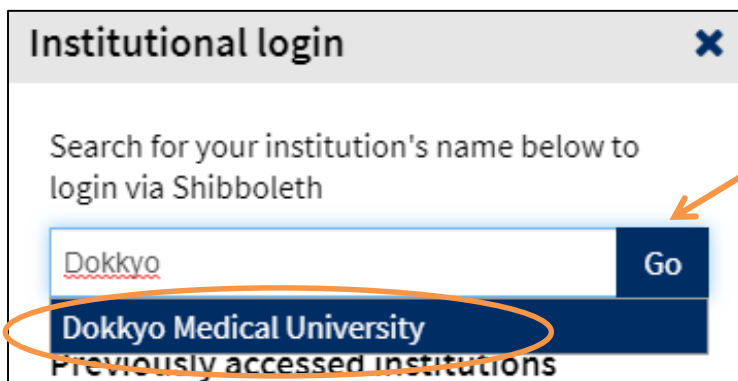 Institutional login
Search for your institution's name below to
login via Shibboleth
Dokkyo Go
Dokkyo Medical University
Previously accessed institutions